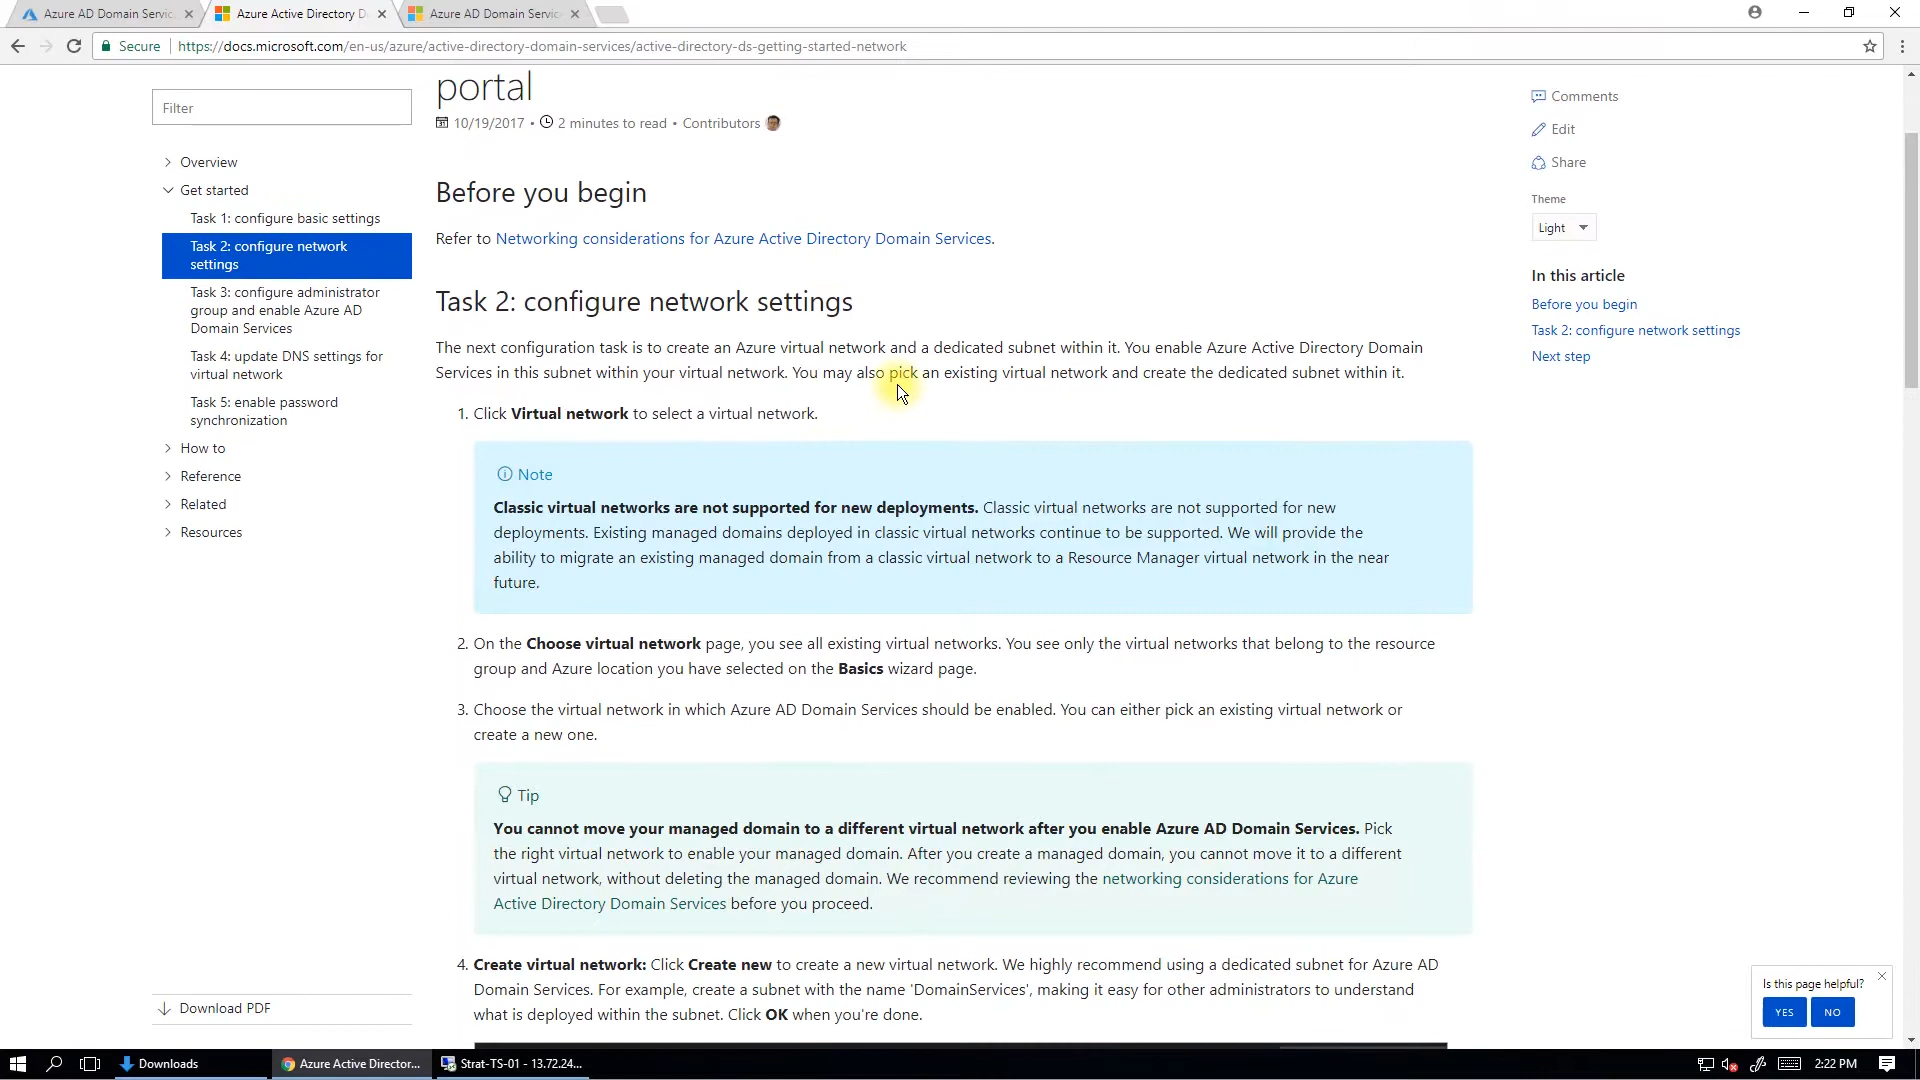 Azure AD Domain Servic
Azure Active Directory D
Azure AD Domain Servic
Secure
https://docs.microsoft.com/en-us/azure/active-directory-domain-services/active-directory-ds-getting-started-network
Filter
Overview
Get started
Task 1: configure basic settings
Task 2: configure network
settings
Task 3: configure administrator
group and enable Azure AD
Domain Services
Task 4: update DNS settings for
virtual network
Task 5: enable password
synchronization
How to
Reference
Related
Resources
Download PDF
portal
10/19/2017 • 2 minutes to read • Contributors
Before you begin
Refer to Networking considerations for Azure Active Directory Domain Services.
Task 2: configure network settings
The next configuration task is to create an Azure virtual network and a dedicated subnet within it. You enable Azure Active Directory Domain
Services in this subnet within your virtual network. You may also pick an existing virtual network and create the dedicated subnet within it.
1. Click Virtual network to select a virtual network.
Note
Classic virtual networks are not supported for new deployments. Classic virtual networks are not supported for new
deployments. Existing managed domains deployed in classic virtual networks continue to be supported. We will provide the
ability to migrate an existing managed domain from a classic virtual network to a Resource Manager virtual network in the near
future.
2. On the Choose virtual network page, you see all existing virtual networks. You see only the virtual networks that belong to the resource
group and Azure location you have selected on the Basics wizard page.
3. Choose the virtual network in which Azure AD Domain Services should be enabled. You can either pick an existing virtual network or
create a new one.
Tip
You cannot move your managed domain to a different virtual network after you enable Azure AD Domain Services. Pick
the right virtual network to enable your managed domain. After you create a managed domain, you cannot move it to a different
virtual network, without deleting the managed domain. We recommend reviewing the networking considerations for Azure
Active Directory Domain Services before you proceed.
4. Create virtual network: Click Create new to create a new virtual network. We highly recommend using a dedicated subnet for Azure AD
Domain Services. For example, create a subnet with the name 'DomainServices', making it easy for other administrators to understand
what is deployed within the subnet. Click OK when you're done.
Comments
Edit
Share
Theme
Light
In this article
Before you begin
Task 2: configure network settings
Next step
Is this page helpful?
YES
NO
Downloads
Azure Active Director...
Strat-TS-01 - 13.72.24...
2:22 PM